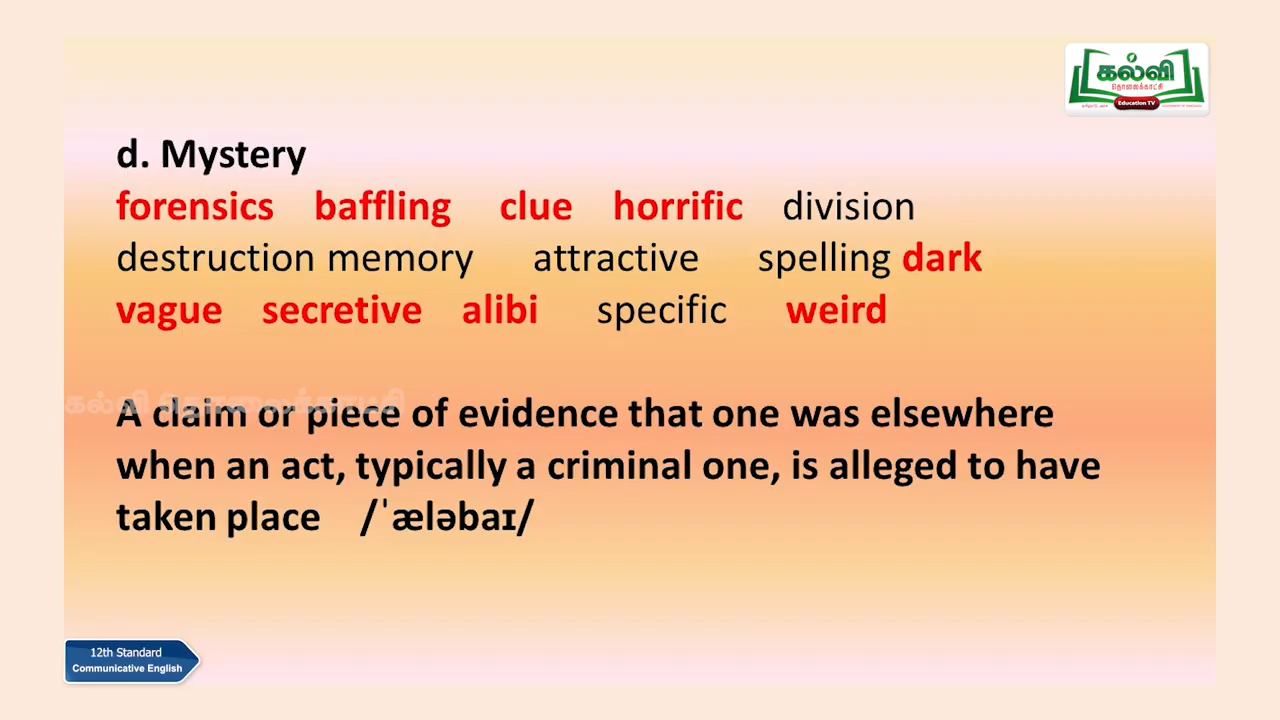 கல்வி
தொலைக்காட்சி
Education TV
d. Mystery
forensics baffling clue horrific division
destruction memory attractive spelling dark
vague secretive alibi specific weird
கல்வி தொலைக்காட்சி
A claim or piece of evidence that one was elsewhere
when an act, typically a criminal one, is alleged to have
taken place /ˈæləbaɪ/
12th Standard
Communicative English